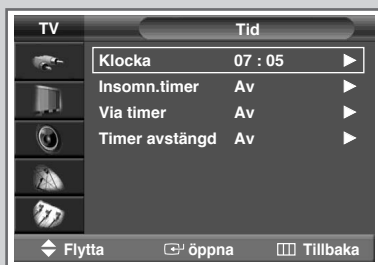 TV Tid
Klocka 07 : 05
Insomn.timer Av
Via timer Av
Timer avstängd Av
Flytta öppna Tillbaka